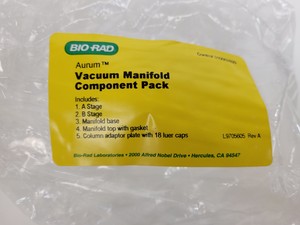 BIO-RAD
Aurum™
Vacuum Manifold
Component Pack
Includes:
1. A Stage
2. B Stage
3. Manifold base
4. Manifold top with gasket
5. Column adaptor plate with 18 luer caps
L9705605 Rev A
Bio-Rad Laboratories • 2000 Alfred Nobel Drive • Hercules, CA 94547